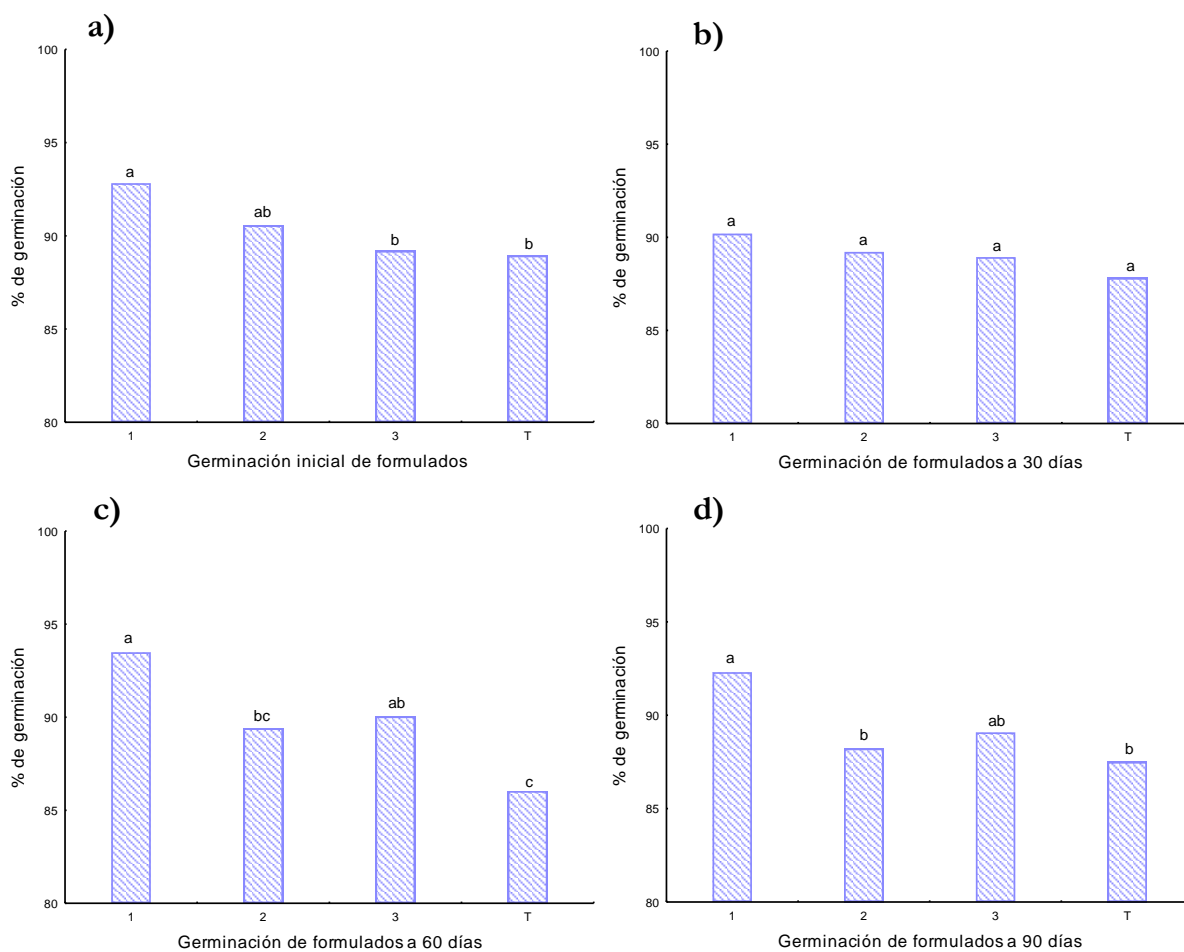 a)
100
95
90
85
80
% de germinación
a
ab
b
b
1 2 3 T
Germinación inicial de formulados
b)
100
95
90
85
80
% de germinación
a
a
a
a
1 2 3 T
Germinación de formulados a 30 días
c)
100
95
90
85
80
% de germinación
a
bc
ab
c
1 2 3 T
Germinación de formulados a 60 días
d)
100
95
90
85
80
% de germinación
a
b
ab
b
1 2 3 T
Germinación de formulados a 90 días